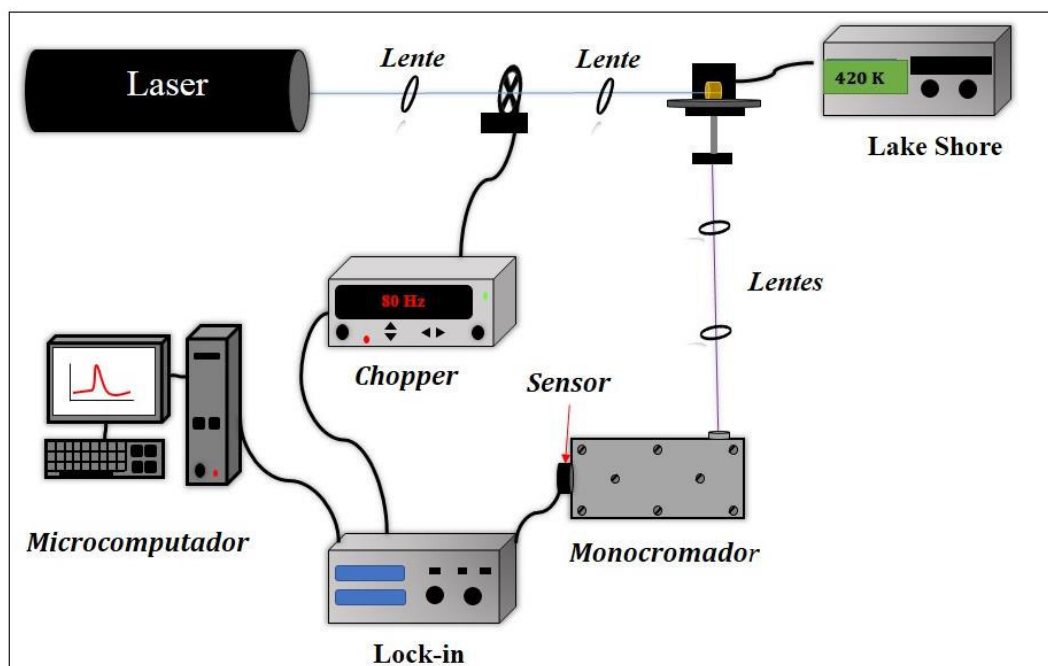 Laser
Lente
Lente
420 K
Lake Shore
Lentes
80 Hz
Chopper
Sensor
Microcomputador
Monocromador
Lock-in